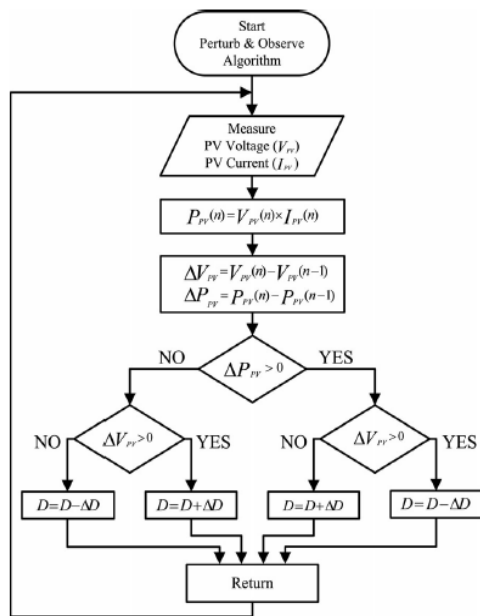 Start
Perturb & Observe
Algorithm
Measure
PV Voltage (V_PV)
PV Current (I_PV)
P_PV(n)=V_PV(n)×I_PV(n)
ΔV_PV=V_PV(n)−V_PV(n−1)
ΔP_PV=P_PV(n)−P_PV(n−1)
NO YES
ΔP_PV>0
NO ΔV_PV>0 YES NO ΔV_PV>0 YES
D=D−ΔD D=D+ΔD D=D+ΔD D=D−ΔD
Return